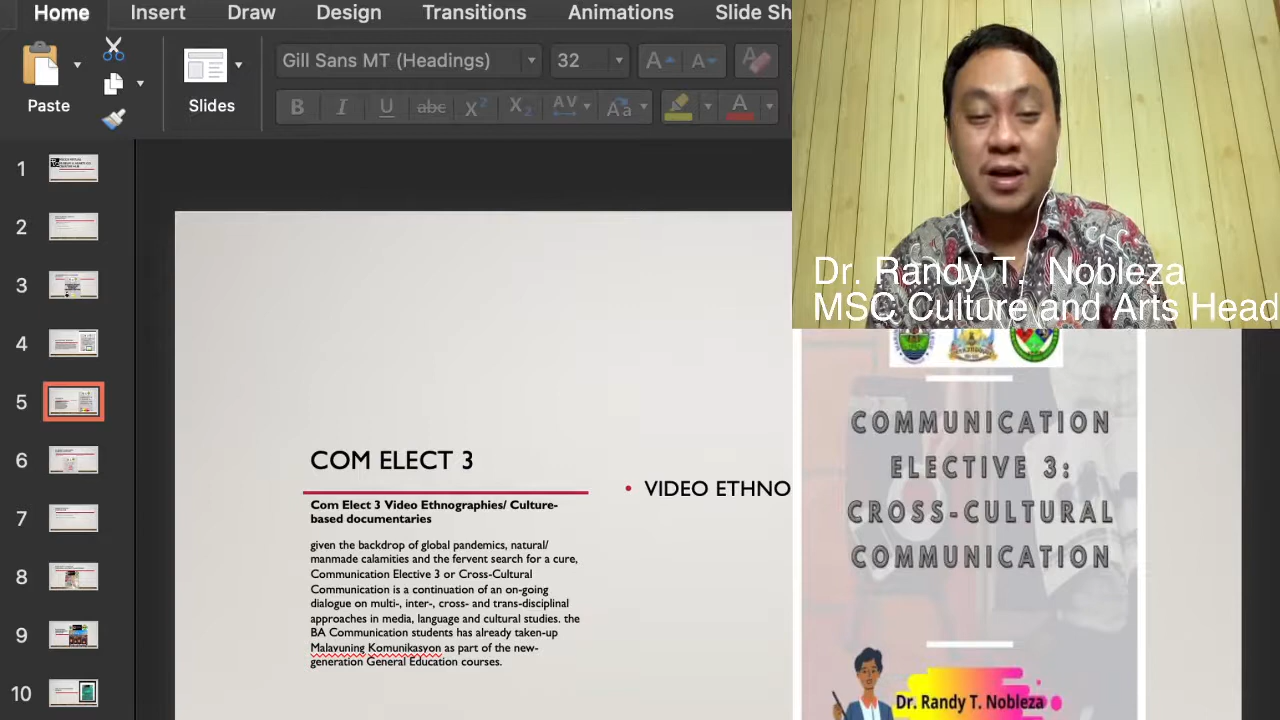 Home Insert Draw Design Transitions Animations Slide Sh
Paste
Slides
Gill Sans MT (Headings) 32
B I U abc X² X₂ AV Aa A
1
2
3
4
5
6
7
8
9
10
COM ELECT 3
Com Elect 3 Video Ethnographies/ Culture-
based documentaries
given the backdrop of global pandemics, natural/
manmade calamities and the fervent search for a cure,
Communication Elective 3 or Cross-Cultural
Communication is a continuation of an on-going
dialogue on multi-, inter-, cross- and trans-disciplinal
approaches in media, language and cultural studies. the
BA Communication students has already taken-up
Malayuning Komunikasyon as part of the new-
generation General Education courses.
• VIDEO ETHNO
Dr. Randy T. Nobleza
MSC Culture and Arts Head
COMMUNICATION
ELECTIVE 3:
CROSS-CULTURAL
COMMUNICATION
Dr. Randy T. Nobleza